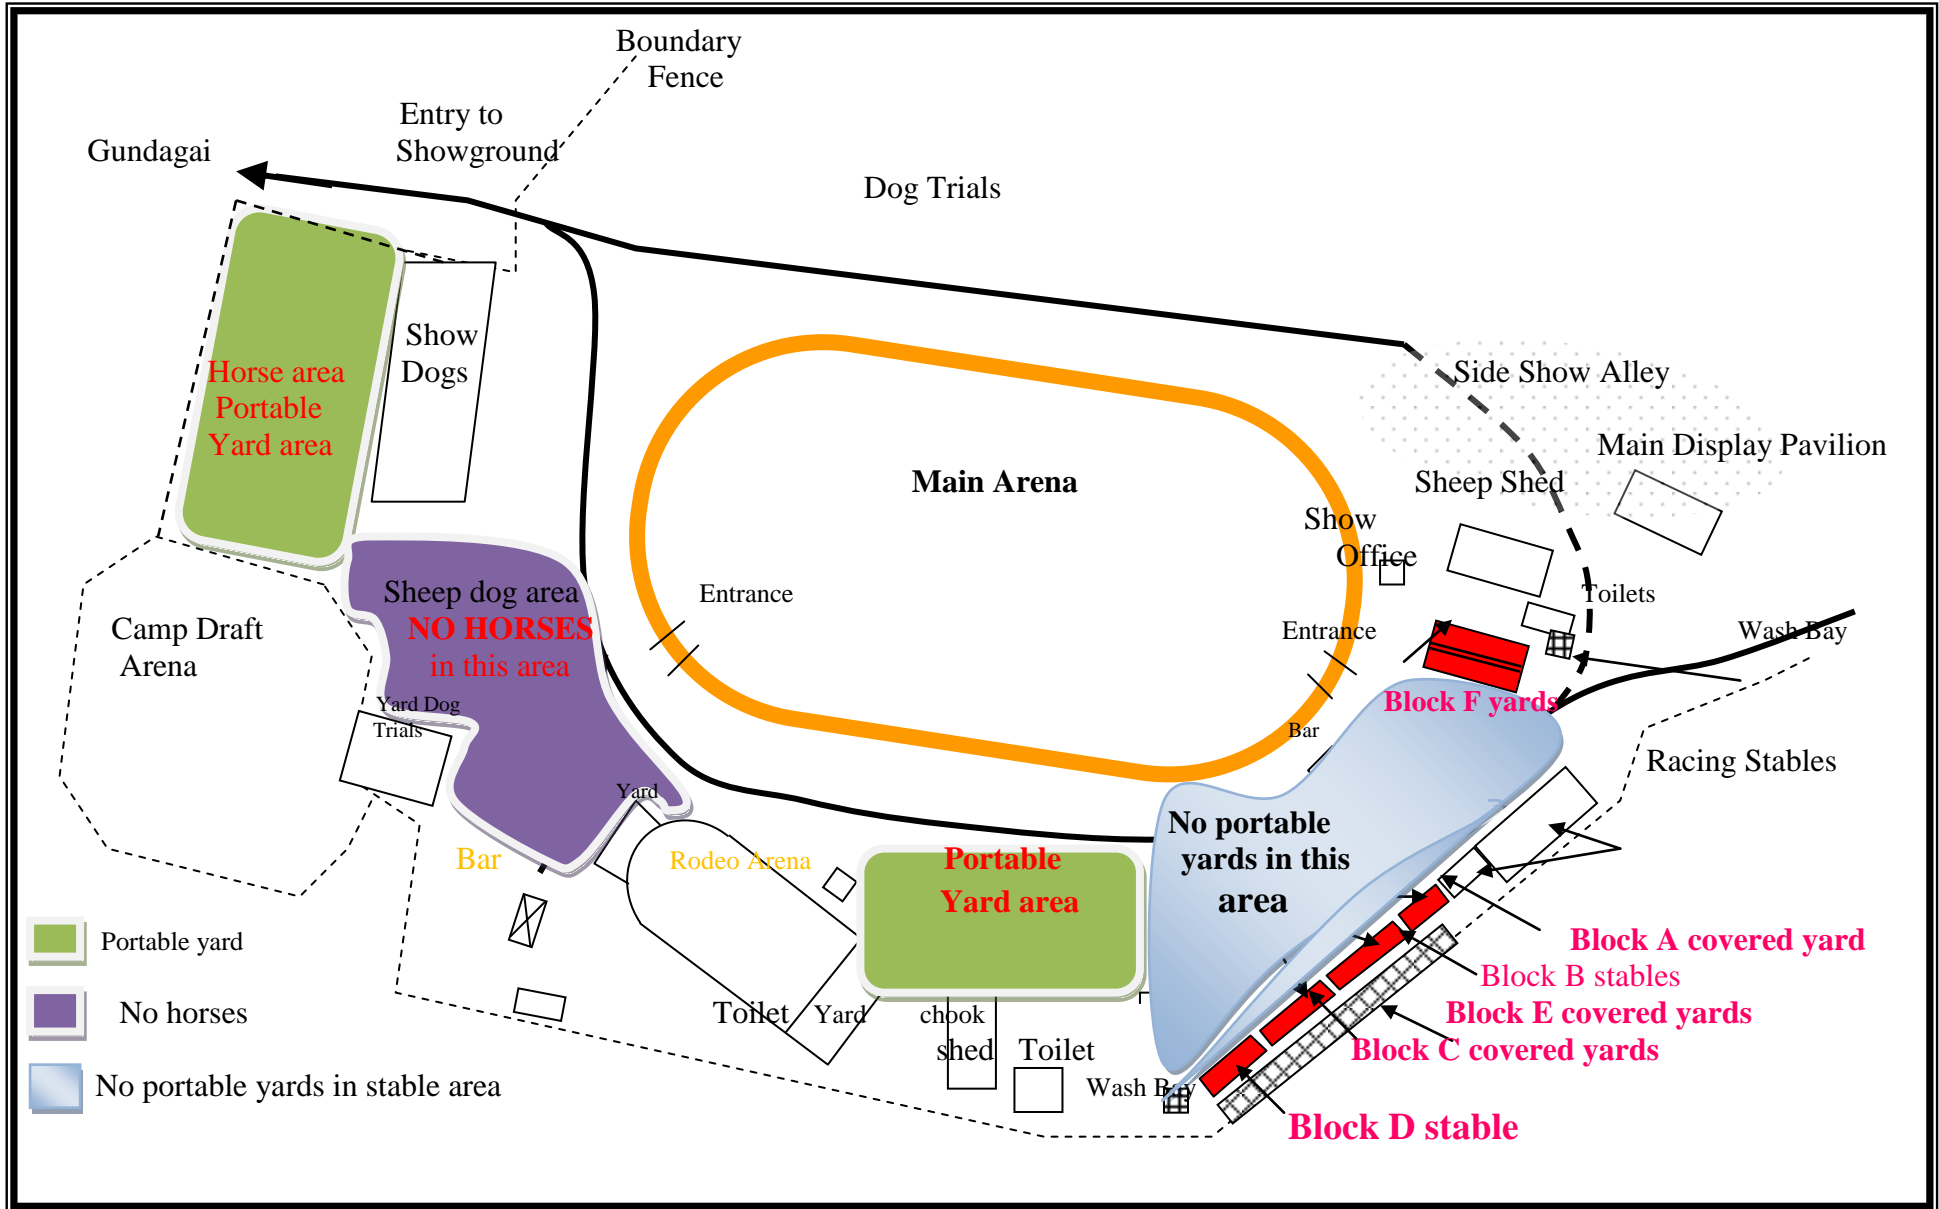 Boundary
Fence
Entry to
Showground
Gundagai
Dog Trials
Show
Dogs
Horse area
Portable
Yard area
Side Show Alley
Main Display Pavilion
Sheep Shed
Main Arena
Show
Office
Sheep dog area
NO HORSES
in this area
Entrance
Toilets
Camp Draft
Arena
Entrance
Wash Bay
Yard Dog
Trials
Block F yards
Bar
Racing Stables
Yard
No portable
yards in this
area
Bar
Rodeo Arena
Portable
Yard area
Portable yard
Block A covered yard
Block B stables
No horses
Toilet
Yard
chook
shed
Block E covered yards
Toilet
Block C covered yards
No portable yards in stable area
Wash Bay
Block D stable